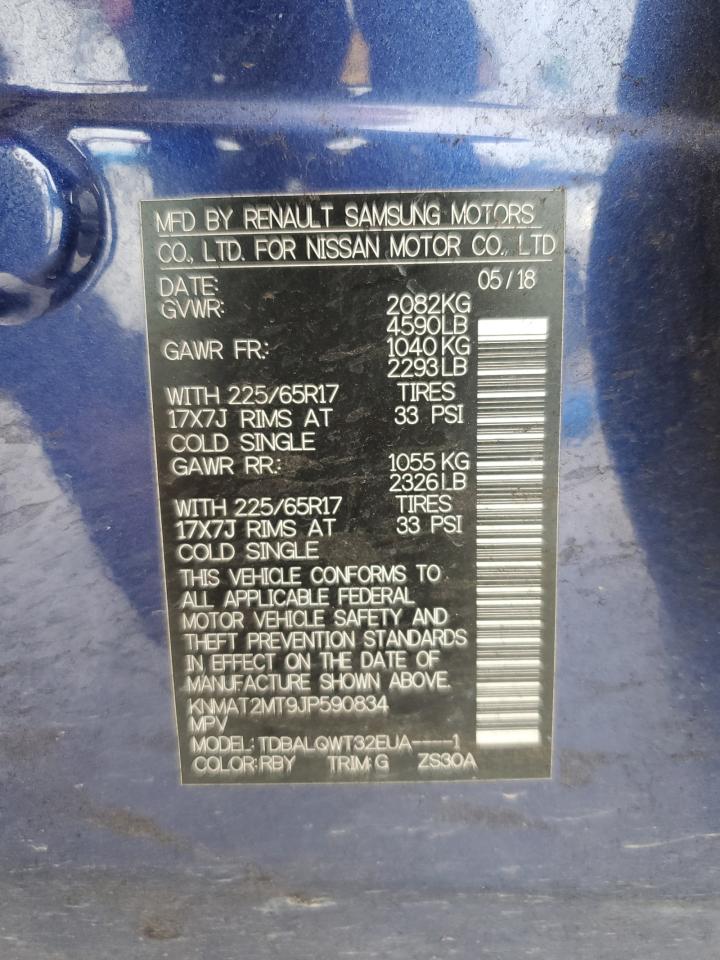 MFD BY RENAULT SAMSUNG MOTORS
CO., LTD. FOR NISSAN MOTOR CO., LTD
DATE: 05/18
GVWR: 2082KG
4590LB
GAWR FR.: 1040KG
2293LB
WITH 225/65R17 TIRES
17X7J RIMS AT 33 PSI
COLD SINGLE
GAWR RR.: 1055 KG
2326LB
WITH 225/65R17 TIRES
17X7J RIMS AT 33 PSI
COLD SINGLE
THIS VEHICLE CONFORMS TO
ALL APPLICABLE FEDERAL
MOTOR VEHICLE SAFETY AND
THEFT PREVENTION STANDARDS
IN EFFECT ON THE DATE OF
MANUFACTURE SHOWN ABOVE.
KNMAT2MT9JP590834
MPV
MODEL: TDBALQWT32EUA----1
COLOR:RBY TRIM:G ZS30A